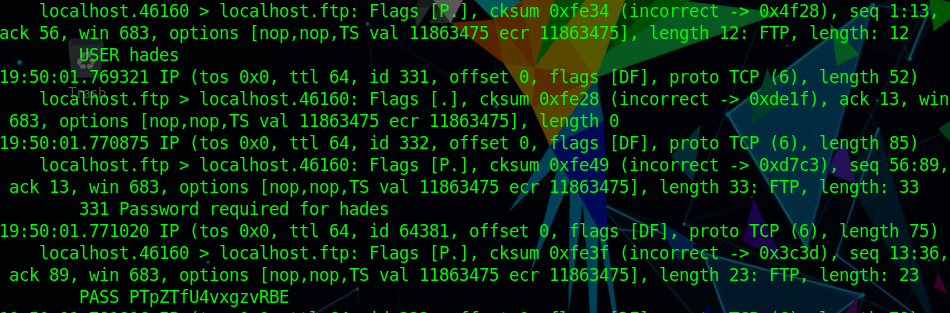 localhost.46160 > localhost.ftp: Flags [P.], cksum 0xfe34 (incorrect -> 0x4f28), seq 1:13,
ack 56, win 683, options [nop,nop,TS val 11863475 ecr 11863475], length 12: FTP, length: 12
USER hades
19:50:01.769321 IP (tos 0x0, ttl 64, id 331, offset 0, flags [DF], proto TCP (6), length 52)
Trash
localhost.ftp > localhost.46160: Flags [.], cksum 0xfe28 (incorrect -> 0xde1f), ack 13, win
683, options [nop,nop,TS val 11863475 ecr 11863475], length 0
19:50:01.770875 IP (tos 0x0, ttl 64, id 332, offset 0, flags [DF], proto TCP (6), length 85)
localhost.ftp > localhost.46160: Flags [P.], cksum 0xfe49 (incorrect -> 0xd7c3), seq 56:89,
ack 13, win 683, options [nop,nop,TS val 11863475 ecr 11863475], length 33: FTP, length: 33
331 Password required for hades
19:50:01.771020 IP (tos 0x0, ttl 64, id 64381, offset 0, flags [DF], proto TCP (6), length 75)
localhost.46160 > localhost.ftp: Flags [P.], cksum 0xfe3f (incorrect -> 0x3c3d), seq 13:36,
ack 89, win 683, options [nop,nop,TS val 11863475 ecr 11863475], length 23: FTP, length: 23
PASS PTpZTfU4vxgzvRBE